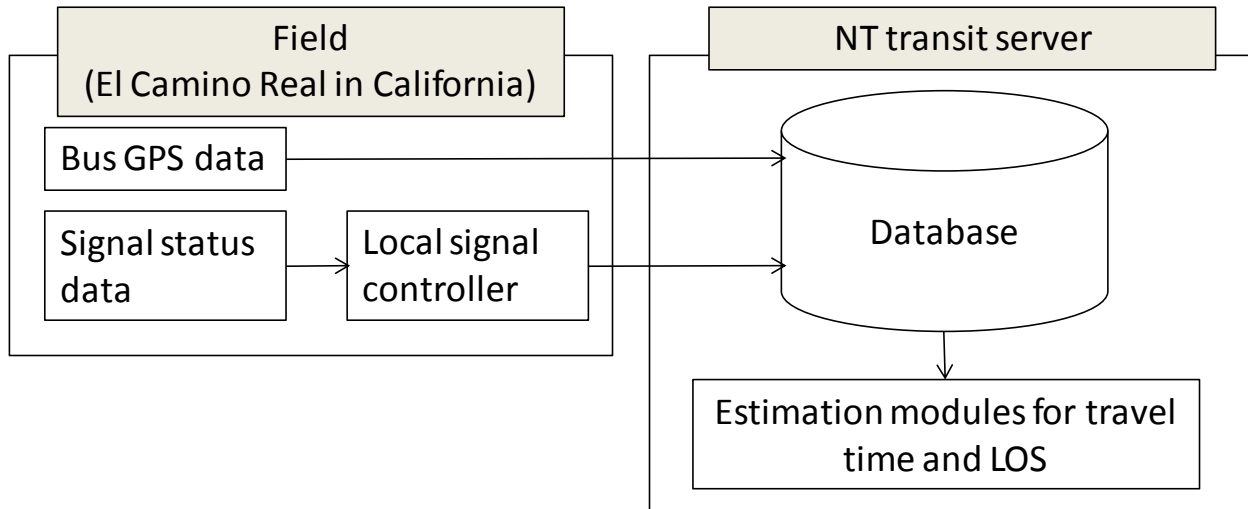 Field
(El Camino Real in California)
NT transit server
Bus GPS data
Signal status
data
Local signal
controller
Database
Estimation modules for travel
time and LOS